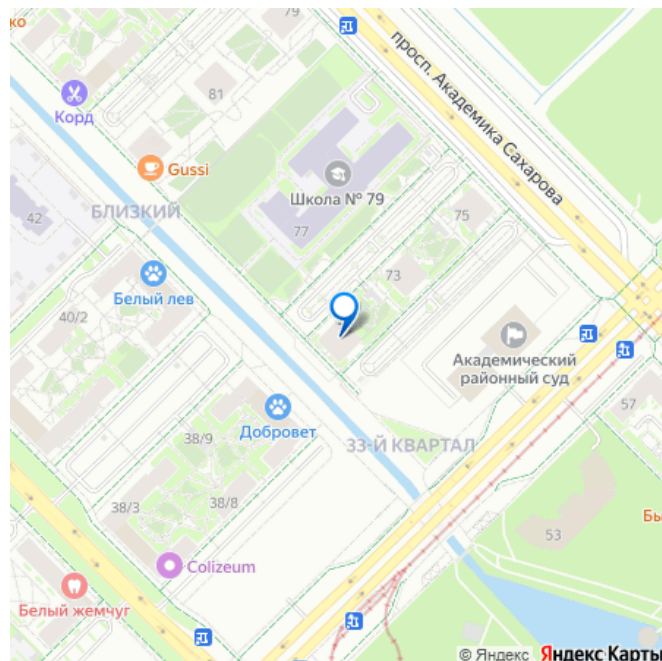 ко
79
просп. Академика Сахарова
81
Корд
Gussi
Школа № 79
42
БЛИЗКИЙ
77
75
Белый лев
73
40/2
Академический
районный суд
57
Добровет
38/9
33-Й КВАРТАЛ
38/3
38/8
53
Бы
Colizeum
Белый жемчуг
© Яндекс Яндекс Карты